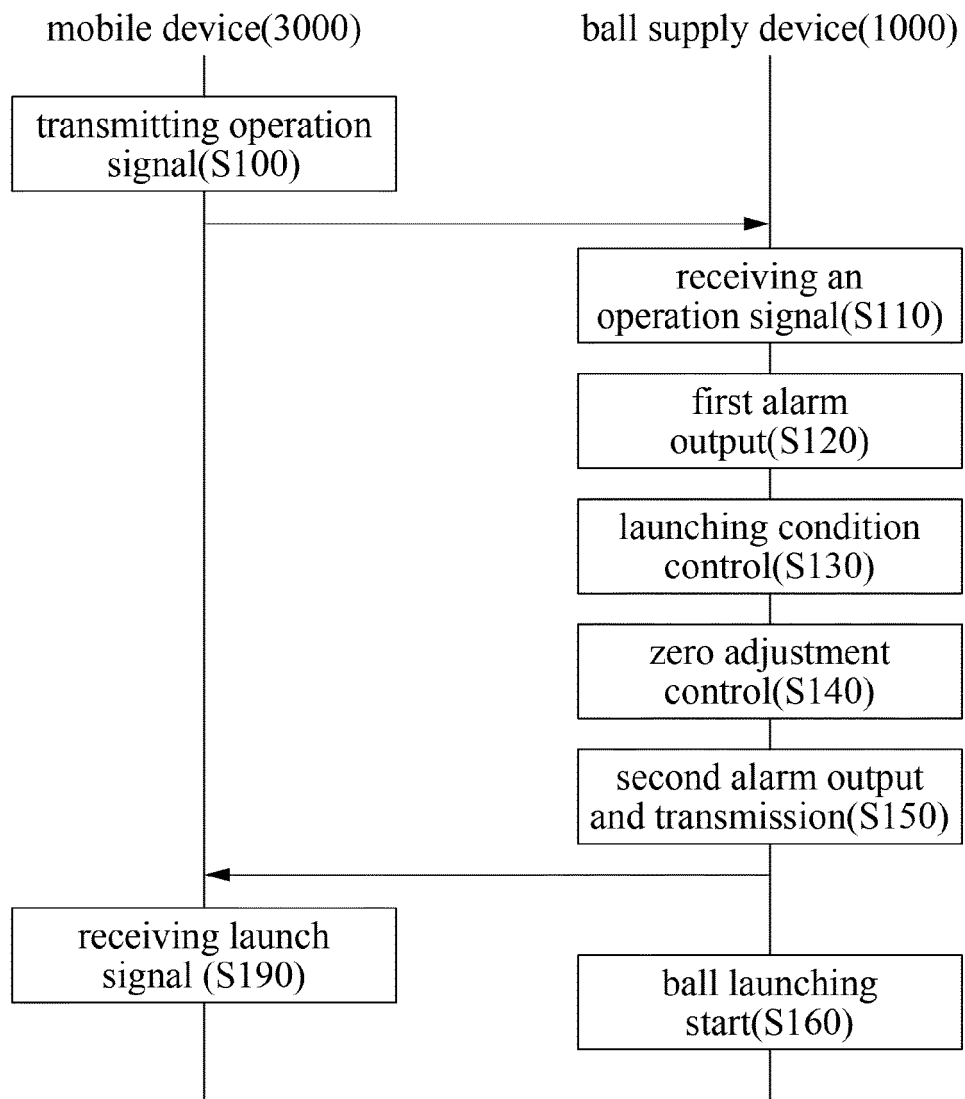 mobile device(3000)
ball supply device(1000)
transmitting operation
signal(S100)
receiving an
operation signal(S110)
first alarm
output(S120)
launching condition
control(S130)
zero adjustment
control(S140)
second alarm output
and transmission(S150)
receiving launch
signal (S190)
ball launching
start(S160)